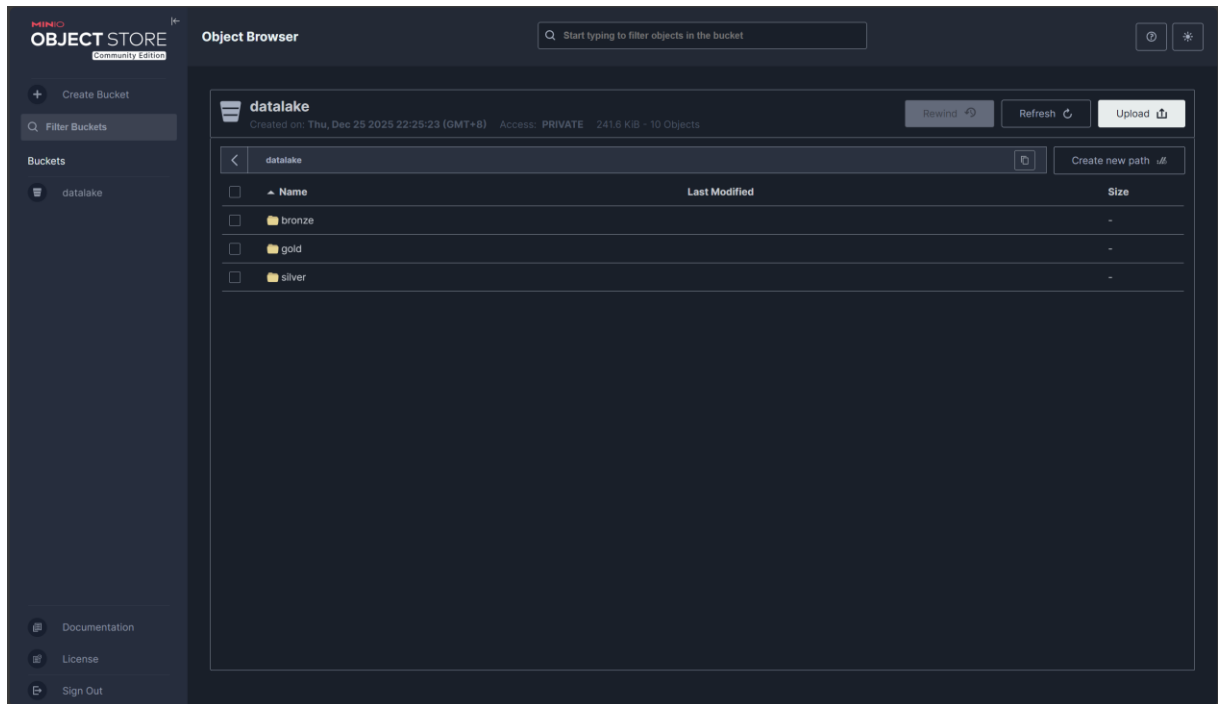 MINIO
OBJECT STORE
Community Edition
Create Bucket
Filter Buckets
Buckets
datalake
Documentation
License
Sign Out
Object Browser
Start typing to filter objects in the bucket
datalake
Created on: Thu, Dec 25 2025 22:25:23 (GMT+8) Access: PRIVATE 241.6 KiB - 10 Objects
Rewind
Refresh
Upload
datalake
Create new path
Name Last Modified Size
bronze -
gold -
silver -